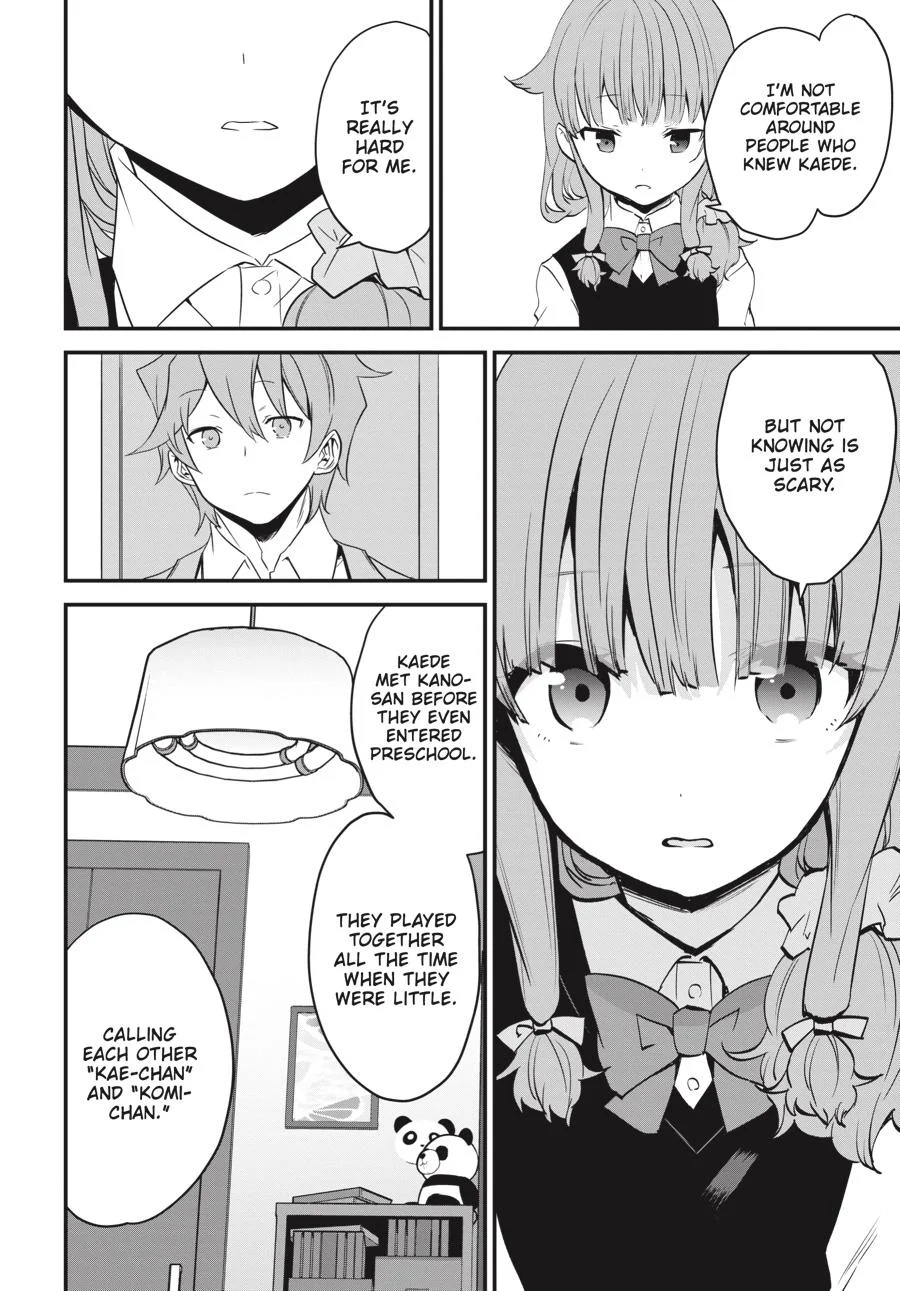 I'M NOT
COMFORTABLE
AROUND
PEOPLE WHO
KNEW KAEDE.
IT'S
REALLY
HARD
FOR ME.
BUT NOT
KNOWING IS
JUST AS
SCARY.
KAEDE
MET KANO-
SAN BEFORE
THEY EVEN
ENTERED
PRESCHOOL.
THEY PLAYED
TOGETHER
ALL THE TIME
WHEN THEY
WERE LITTLE.
CALLING
EACH OTHER
"KAE-CHAN"
AND "KOMI-
CHAN."